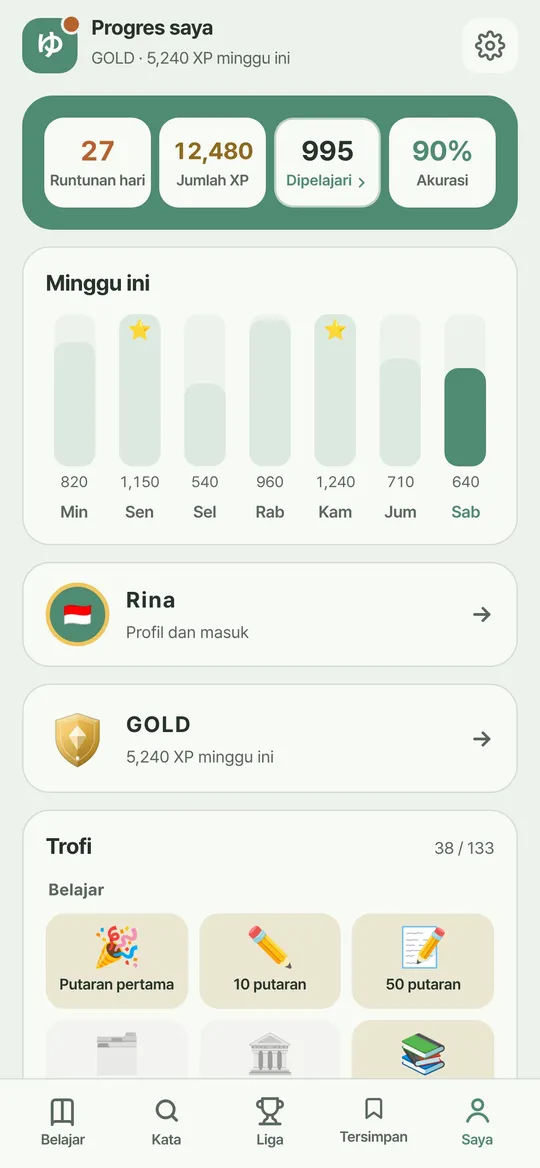 ゆ
Progres saya
GOLD · 5,240 XP minggu ini
27
Runtunan hari
12,480
Jumlah XP
995
Dipelajari
90%
Akurasi
Minggu ini
820
1,150
540
960
1,240
710
640
Min
Sen
Sel
Rab
Kam
Jum
Sab
Rina
Profil dan masuk
GOLD
5,240 XP minggu ini
Trofi
38 / 133
Belajar
Putaran pertama
10 putaran
50 putaran
Belajar
Kata
Liga
Tersimpan
Saya